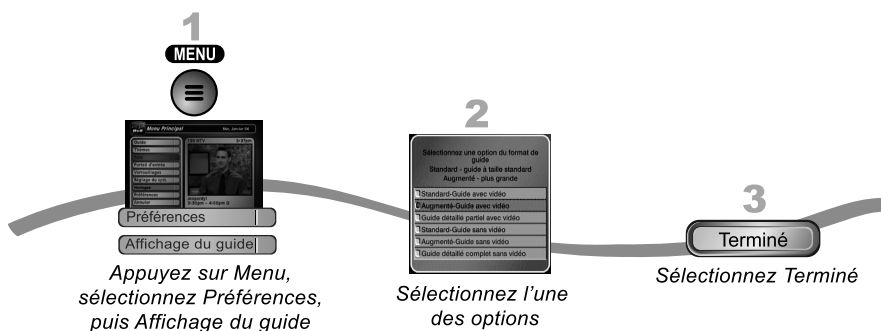 1
MENU
Menu Principal
Guide
Thèmes
Préférences
Annuler
Préférences
Affichage du guide
Appuyez sur Menu,
sélectionnez Préférences,
puis Affichage du guide
2
Sélectionnez une option du format de
guide
Standard - guide à taille standard
Augmenté - plus grande
Standard-Guide avec vidéo
Augmenté-Guide avec vidéo
Guide détaillé partiel avec vidéo
Standard-Guide sans vidéo
Augmenté-Guide sans vidéo
Guide détaillé complet sans vidéo
Sélectionnez l'une
des options
3
Terminé
Sélectionnez Terminé